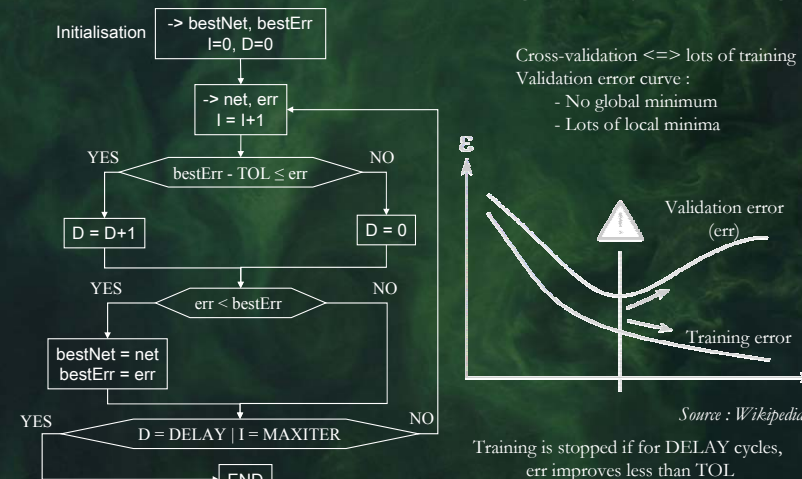 Initialisation
-> bestNet, bestErr
I=0, D=0
-> net, err
I = I+1
YES
NO
bestErr - TOL ≤ err
D = D+1
D = 0
YES
NO
err < bestErr
bestNet = net
bestErr = err
YES
NO
D = DELAY | I = MAXITER
END
Cross-validation <=> lots of training
Validation error curve :
- No global minimum
- Lots of local minima
ε
Validation error
(err)
Training error
Source : Wikipedia
Training is stopped if for DELAY cycles,
err improves less than TOL